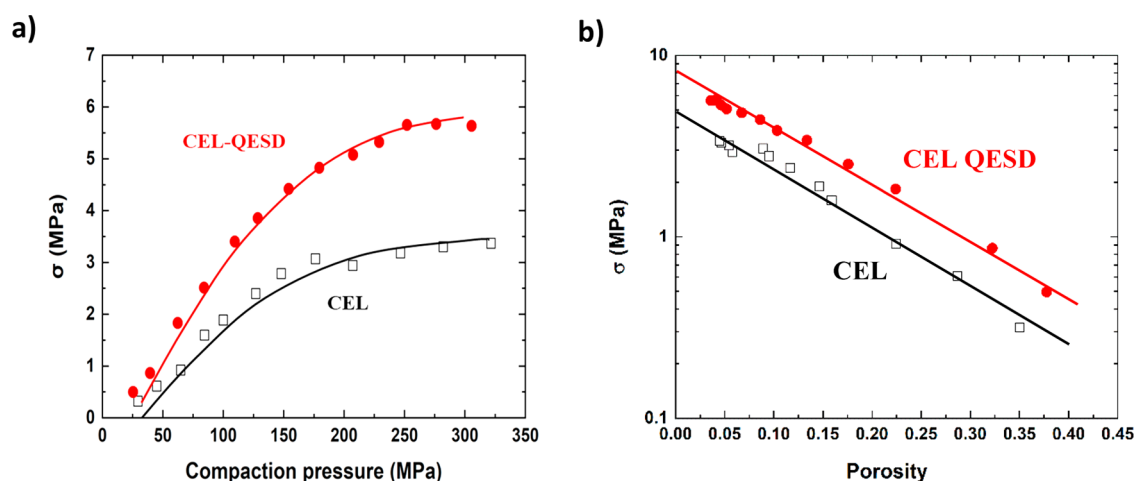 a)
7
6
5
4
3
2
1
0
σ (MPa)
CEL-QESD
CEL
0 50 100 150 200 250 300 350
Compaction pressure (MPa)
b)
10
1
0.1
σ (MPa)
CEL QESD
CEL
0.00 0.05 0.10 0.15 0.20 0.25 0.30 0.35 0.40 0.45
Porosity